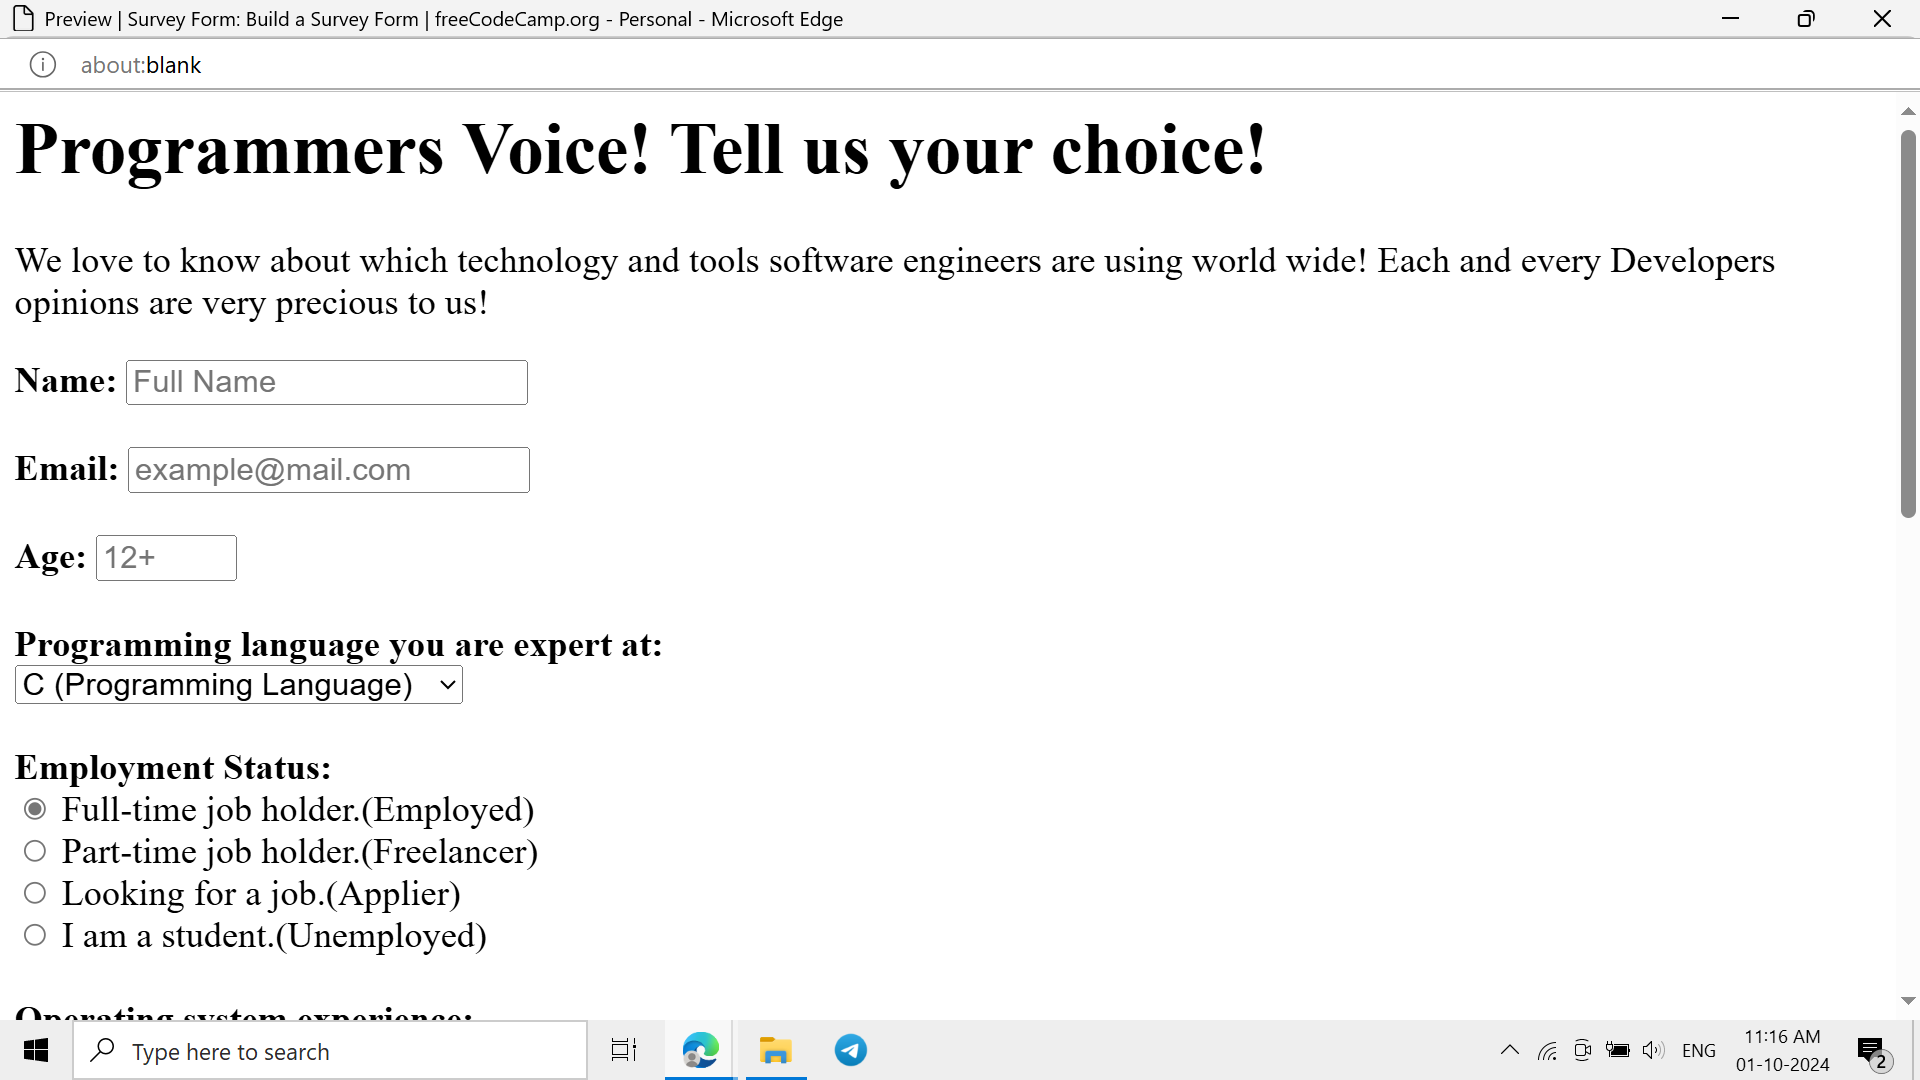 Preview | Survey Form: Build a Survey Form | freeCodeCamp.org - Personal - Microsoft Edge
about:blank
Programmers Voice! Tell us your choice!
We love to know about which technology and tools software engineers are using world wide! Each and every Developers
opinions are very precious to us!
Name: Full Name
Email: example@mail.com
Age: 12+
Programming language you are expert at:
C (Programming Language)
Employment Status:
Full-time job holder.(Employed)
Part-time job holder.(Freelancer)
Looking for a job.(Applier)
I am a student.(Unemployed)
Operating system experience:
Type here to search
ENG
11:16 AM
01-10-2024
2